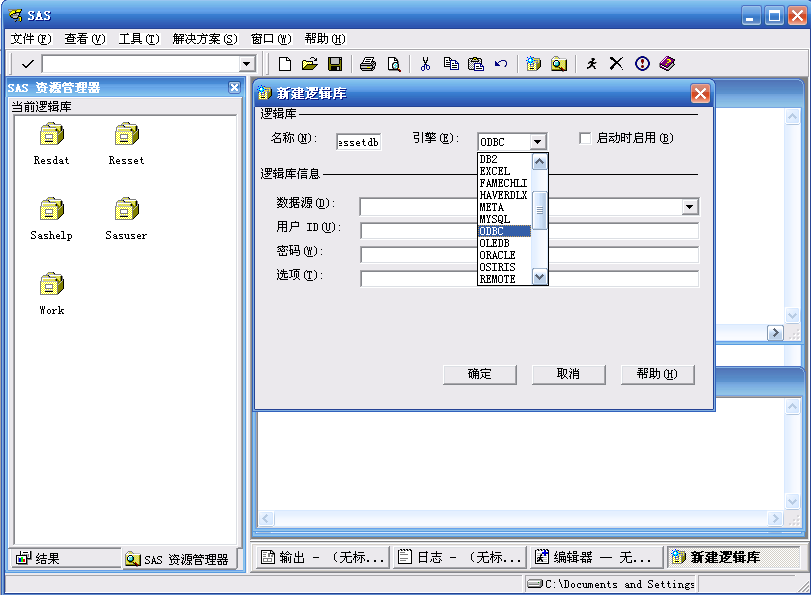 SAS
文件(F) 查看(V) 工具(T) 解决方案(S) 窗口(W) 帮助(H)
SAS 资源管理器
当前逻辑库
Resdat Resset
Sashelp Sasuser
Work
新建逻辑库
逻辑库
名称(N): essetdb 引擎(E): ODBC 启动时启用(B)
DB2
EXCEL
FAMECHLI
HAVERDLX
META
MYSQL
ODBC
OLEDB
ORACLE
OSIRIS
REMOTE
逻辑库信息
数据源(D):
用户 ID(U):
密码(W):
选项(T):
确定 取消 帮助(H)
结果 SAS 资源管理器
输出 - (无标... 日志 - (无标... 编辑器 — 无... 新建逻辑库
C:\Documents and Settings